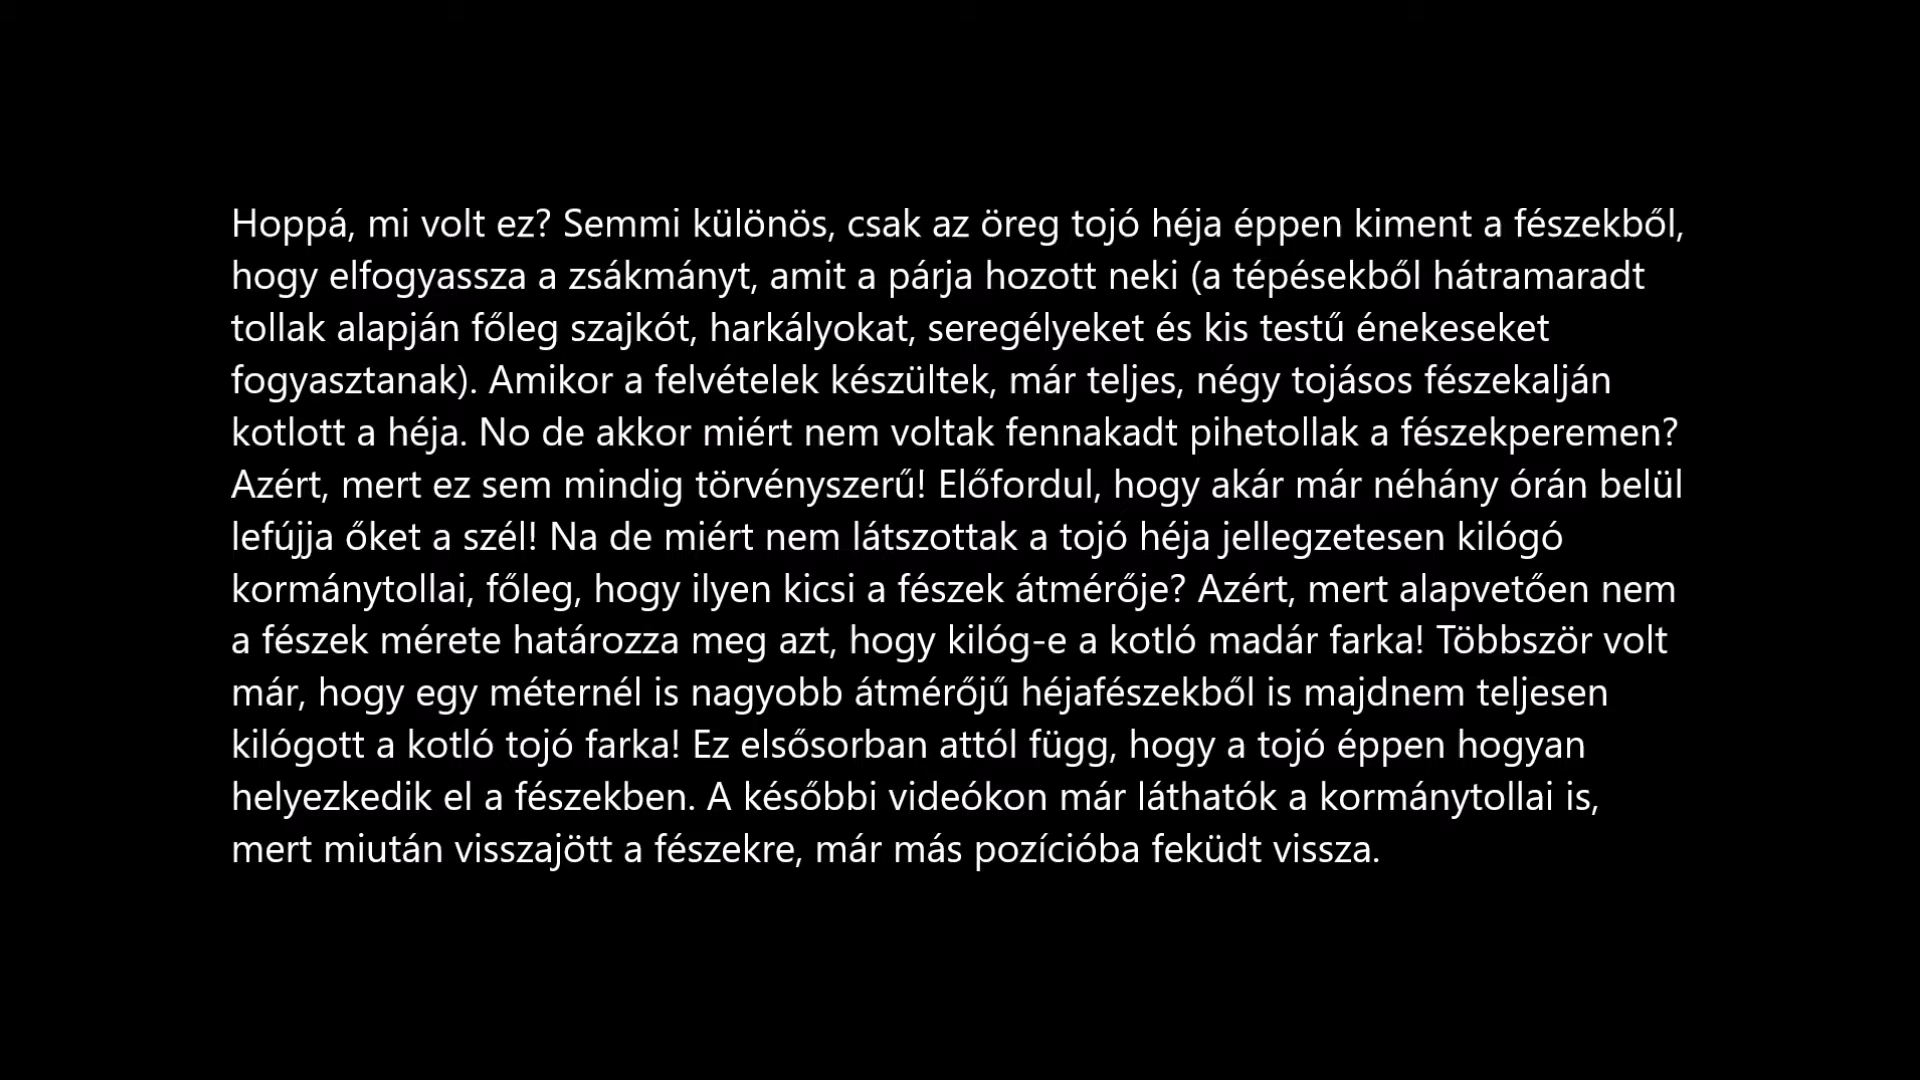 Hoppá, mi volt ez? Semmi különös, csak az öreg tojó héja éppen kiment a fészekből,
hogy elfogyassza a zsákmányt, amit a párja hozott neki (a tépésekből hátramaradt
tollak alapján főleg szajkót, harkályokat, seregélyeket és kis testű énekeseket
fogyasztanak). Amikor a felvételek készültek, már teljes, négy tojásos fészekalján
kotlott a héja. No de akkor miért nem voltak fennakadt pihetollak a fészekperemen?
Azért, mert ez sem mindig törvényszerű! Előfordul, hogy akár már néhány órán belül
lefújja őket a szél! Na de miért nem látszottak a tojó héja jellegzetesen kilógó
kormánytollai, főleg, hogy ilyen kicsi a fészek átmérője? Azért, mert alapvetően nem
a fészek mérete határozza meg azt, hogy kilóg-e a kotló madár farka! Többször volt
már, hogy egy méternél is nagyobb átmérőjű héjafészekből is majdnem teljesen
kilógott a kotló tojó farka! Ez elsősorban attól függ, hogy a tojó éppen hogyan
helyezkedik el a fészekben. A későbbi videókon már láthatók a kormánytollai is,
mert miután visszajött a fészekre, már más pozícióba feküdt vissza.